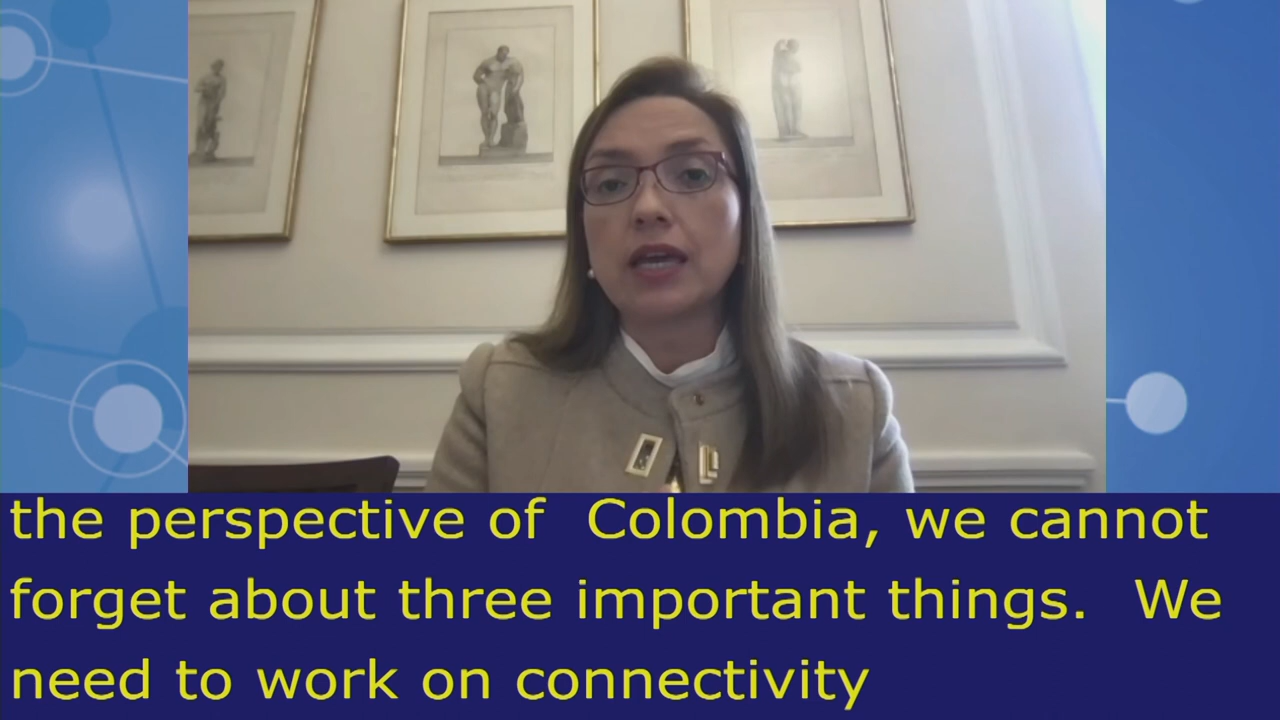 the perspective of  Colombia, we cannot
forget about three important things.  We
need to work on connectivity